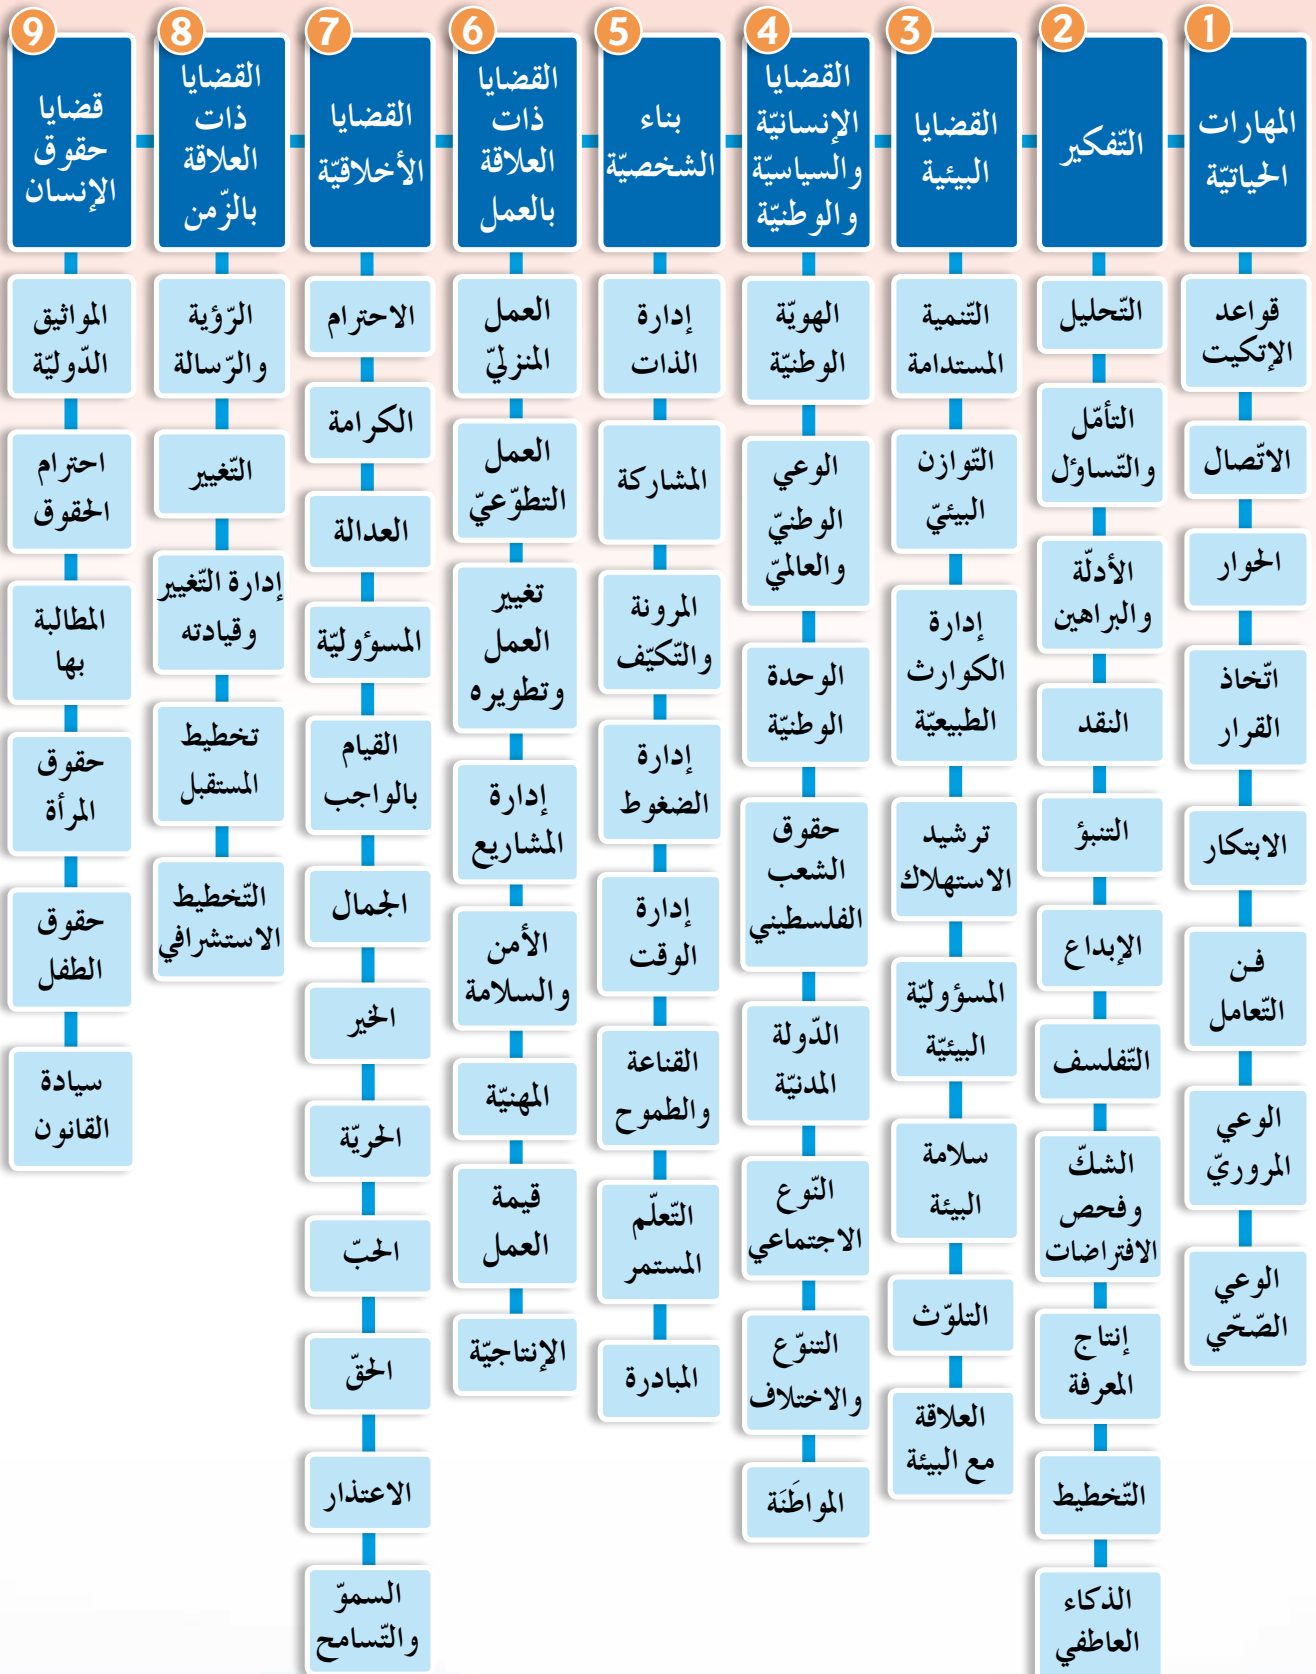 1
المهارات
الحياتيّة
قواعد
الإتكيت
الاتّصال
الحوار
اتّخاذ
القرار
الابتكار
فن
التّعامل
الوعي
المروريّ
الوعي
الصّحّي
2
التّفكير
التّحليل
التأمّل
والتّساؤل
الأدلّة
والبراهين
النقد
التنبؤ
الإبداع
التّفلسف
الشكّ
وفحص
الافتراضات
إنتاج
المعرفة
التّخطيط
الذكاء
العاطفي
3
القضايا
البيئية
التّنمية
المستدامة
التّوازن
البيئيّ
إدارة
الكوارث
الطبيعيّة
ترشيد
الاستهلاك
المسؤوليّة
البيئيّة
سلامة
البيئة
التلوّث
العلاقة
مع البيئة
4
القضايا
الإنسانيّة
والسياسيّة
والوطنيّة
الهويّة
الوطنيّة
الوعي
الوطنيّ
والعالميّ
الوحدة
الوطنيّة
حقوق
الشعب
الفلسطيني
الدّولة
المدنيّة
النّوع
الاجتماعي
التنوّع
والاختلاف
المواطَنَة
5
بناء
الشخصيّة
إدارة
الذات
المشاركة
المرونة
والتّكيّف
إدارة
الضغوط
إدارة
الوقت
القناعة
والطموح
التّعلّم
المستمر
المبادرة
6
القضايا
ذات
العلاقة
بالعمل
العمل
المنزليّ
العمل
التطوّعيّ
تغيير
العمل
وتطويره
إدارة
المشاريع
الأمن
والسلامة
المهنيّة
قيمة
العمل
الإنتاجيّة
7
القضايا
الأخلاقيّة
الاحترام
الكرامة
العدالة
المسؤوليّة
القيام
بالواجب
الجمال
الخير
الحريّة
الحبّ
الحقّ
الاعتذار
السموّ
والتّسامح
8
القضايا
ذات
العلاقة
بالزّمن
الرّؤية
والرّسالة
التّغيير
إدارة التّغيير
وقيادته
تخطيط
المستقبل
التّخطيط
الاستشرافي
9
قضايا
حقوق
الإنسان
المواثيق
الدّوليّة
احترام
الحقوق
المطالبة
بها
حقوق
المرأة
حقوق
الطفل
سيادة
القانون